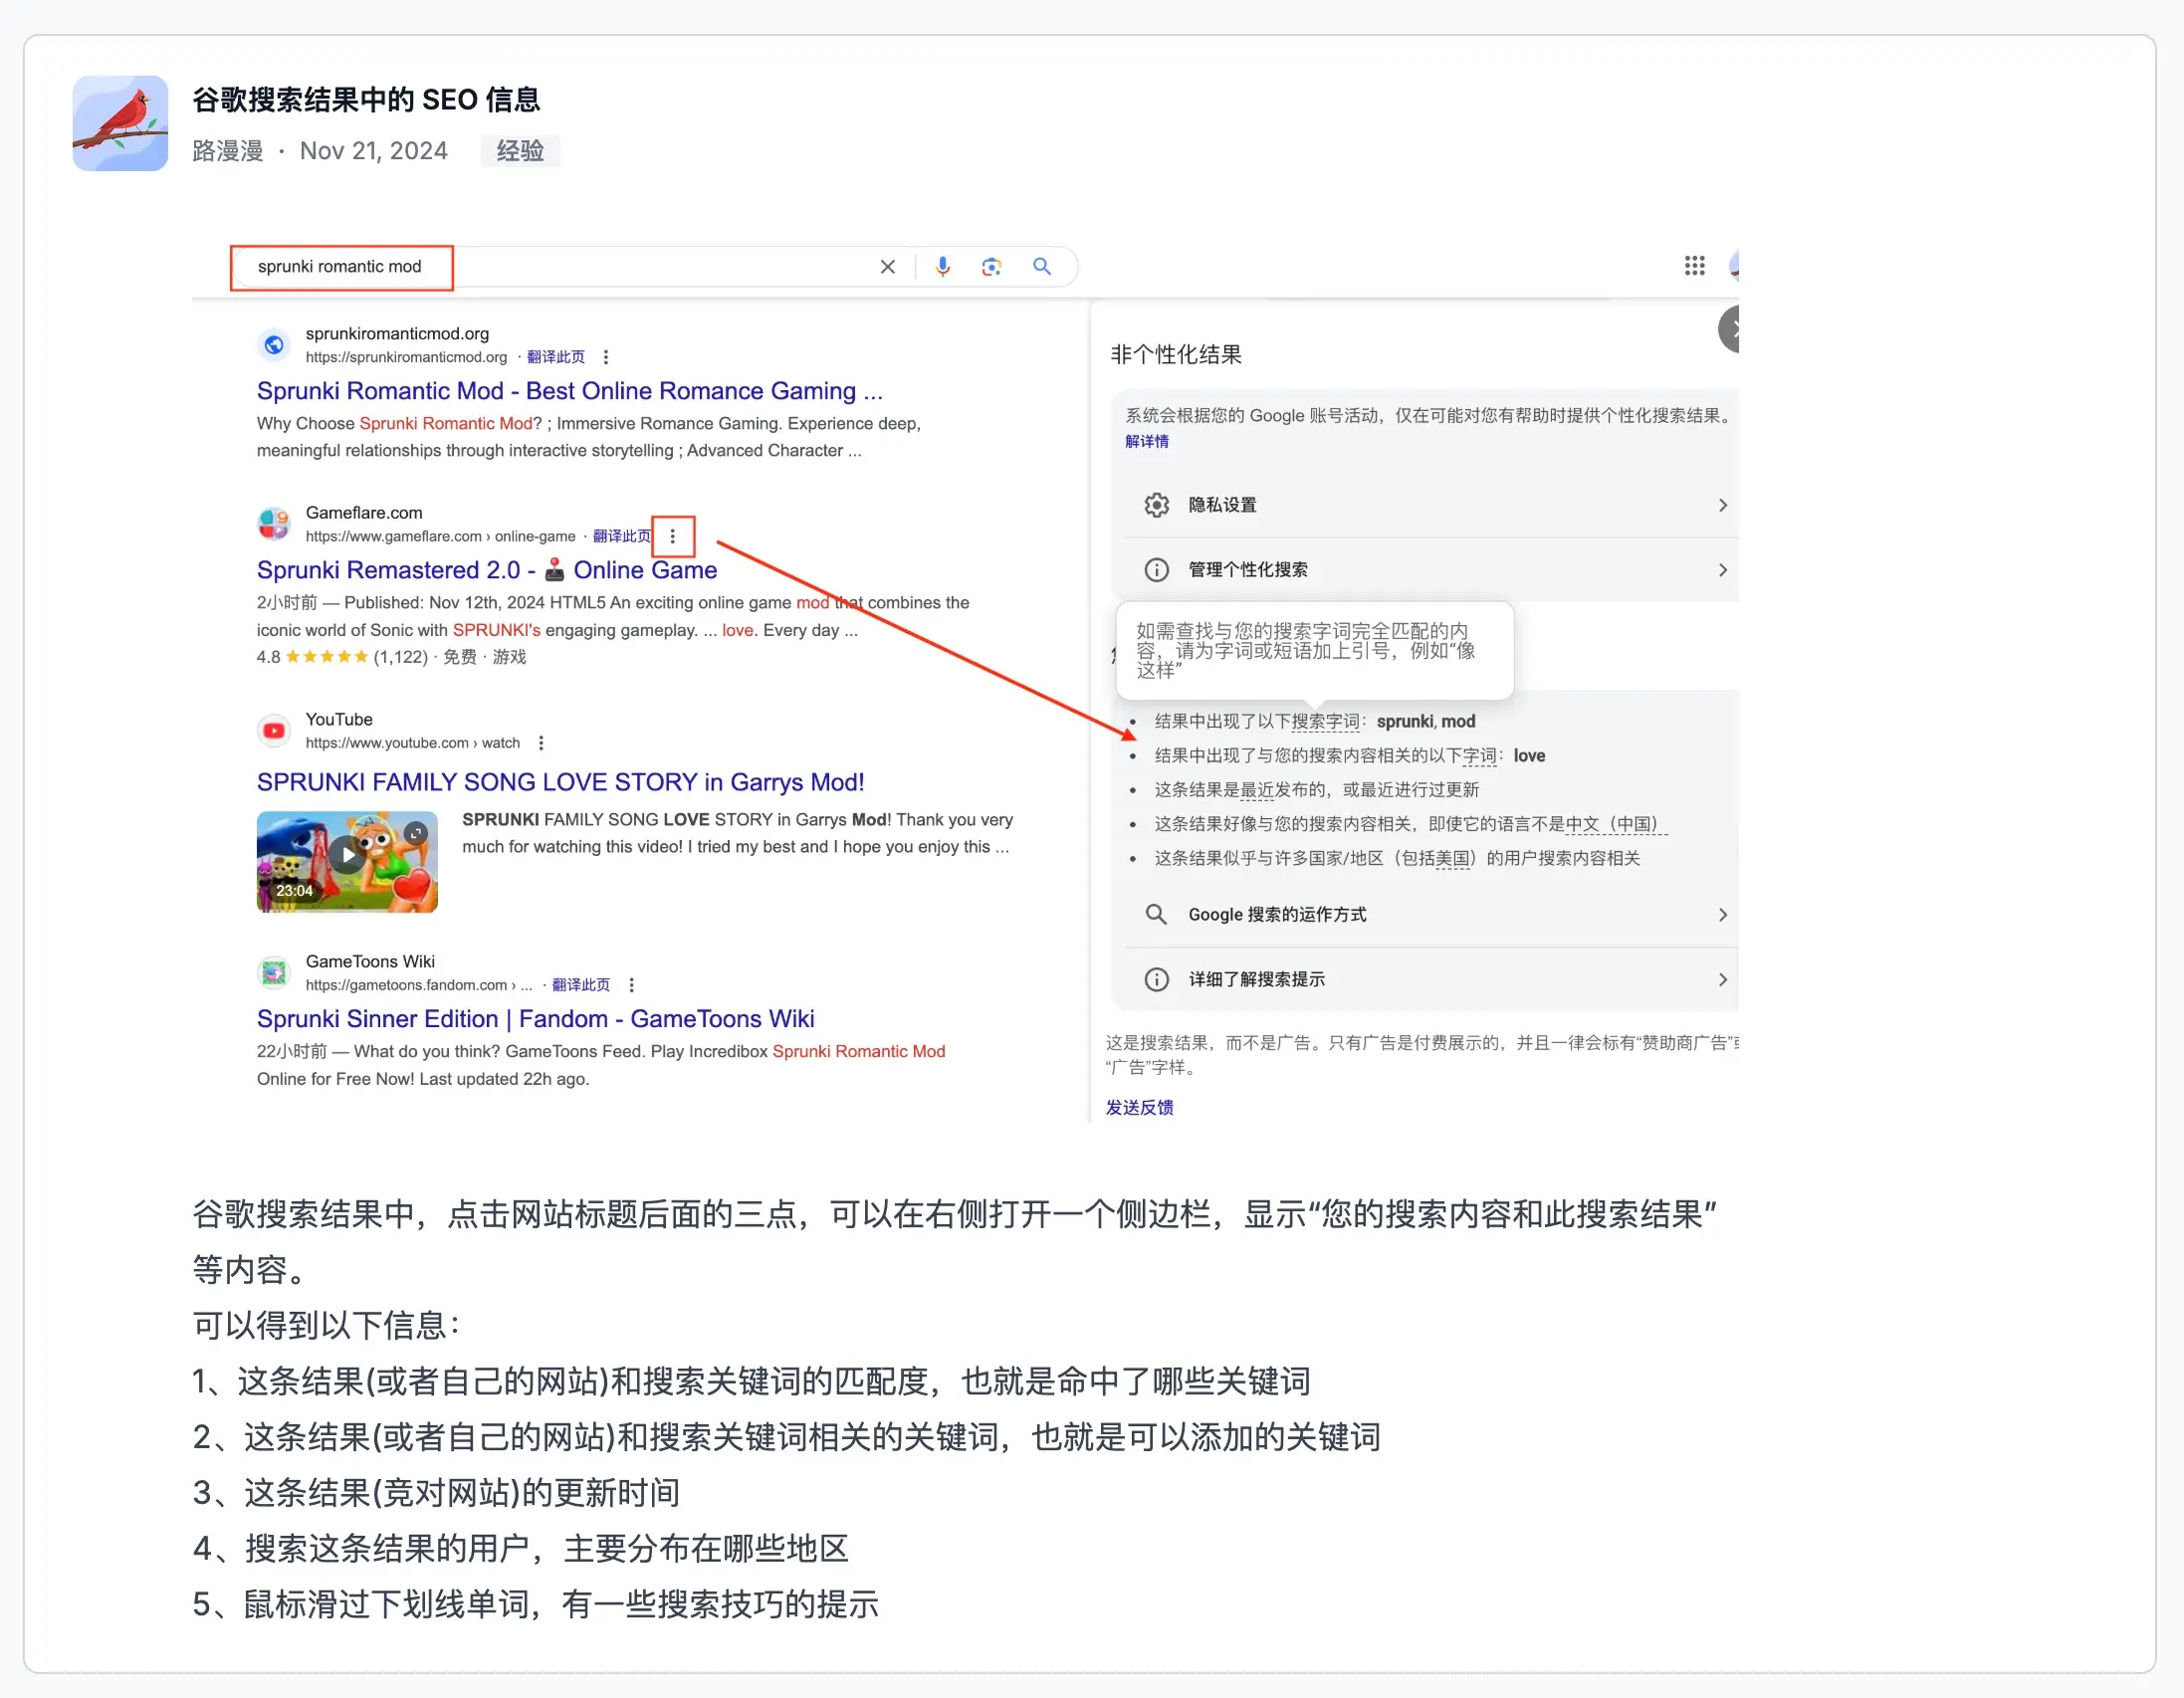 谷歌搜索结果中的 SEO 信息
路漫漫 · Nov 21, 2024 经验
sprunki romantic mod
sprunkiromanticmod.org
https://sprunkiromanticmod.org · 翻译此页
Sprunki Romantic Mod - Best Online Romance Gaming ...
Why Choose Sprunki Romantic Mod? ; Immersive Romance Gaming. Experience deep,
meaningful relationships through interactive storytelling ; Advanced Character ...
Gameflare.com
https://www.gameflare.com › online-game · 翻译此页
Sprunki Remastered 2.0 - 🕹️ Online Game
2小时前 — Published: Nov 12th, 2024 HTML5 An exciting online game mod that combines the
iconic world of Sonic with SPRUNKI's engaging gameplay. ... love. Every day ...
4.8 ★★★★★ (1,122) · 免费 · 游戏
YouTube
https://www.youtube.com › watch
SPRUNKI FAMILY SONG LOVE STORY in Garrys Mod!
SPRUNKI FAMILY SONG LOVE STORY in Garrys Mod! Thank you very
much for watching this video! I tried my best and I hope you enjoy this ...
23:04
GameToons Wiki
https://gametoons.fandom.com › ... · 翻译此页
Sprunki Sinner Edition | Fandom - GameToons Wiki
22小时前 — What do you think? GameToons Feed. Play Incredibox Sprunki Romantic Mod
Online for Free Now! Last updated 22h ago.
非个性化结果
系统会根据您的 Google 账号活动，仅在可能对您有帮助时提供个性化搜索结果。
解详情
隐私设置
管理个性化搜索
如需查找与您的搜索字词完全匹配的内
容，请为字词或短语加上引号，例如“像
这样”
结果中出现了以下搜索字词：sprunki, mod
结果中出现了与您的搜索内容相关的以下字词：love
这条结果是最近发布的，或最近进行过更新
这条结果好像与您的搜索内容相关，即使它的语言不是中文（中国）
这条结果似乎与许多国家/地区（包括美国）的用户搜索内容相关
Google 搜索的运作方式
详细了解搜索提示
这是搜索结果，而不是广告。只有广告是付费展示的，并且一律会标有“赞助商广告”
“广告”字样。
发送反馈
谷歌搜索结果中，点击网站标题后面的三点，可以在右侧打开一个侧边栏，显示“您的搜索内容和此搜索结果”
等内容。
可以得到以下信息：
1、这条结果(或者自己的网站)和搜索关键词的匹配度，也就是命中了哪些关键词
2、这条结果(或者自己的网站)和搜索关键词相关的关键词，也就是可以添加的关键词
3、这条结果(竞对网站)的更新时间
4、搜索这条结果的用户，主要分布在哪些地区
5、鼠标滑过下划线单词，有一些搜索技巧的提示